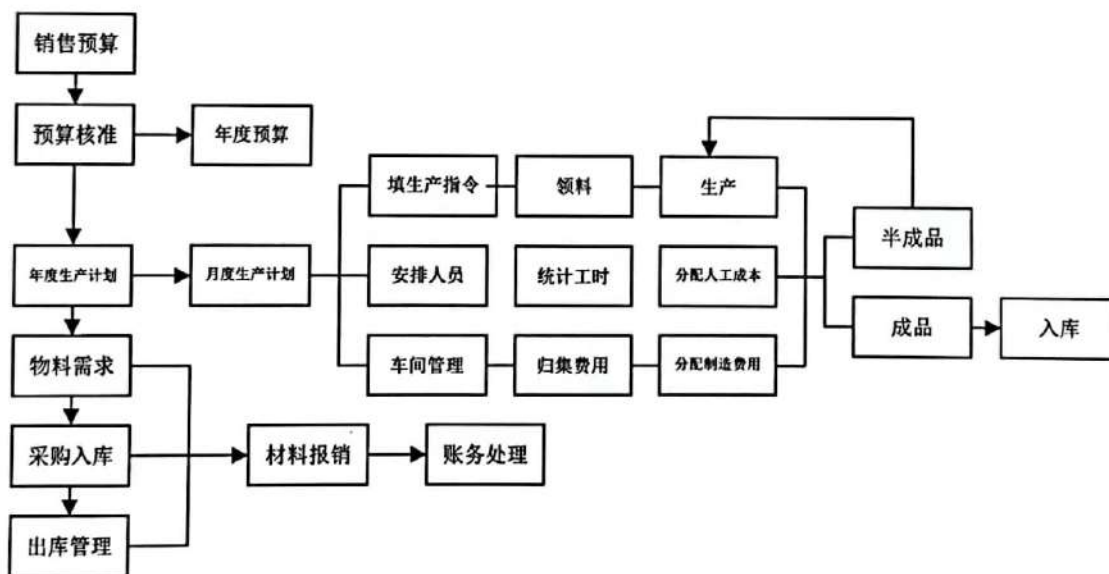 销售预算
预算核准
年度预算
填生产指令
领料
生产
半成品
年度生产计划
月度生产计划
安排人员
统计工时
分配人工成本
成品
入库
物料需求
车间管理
归集费用
分配制造费用
采购入库
材料报销
账务处理
出库管理